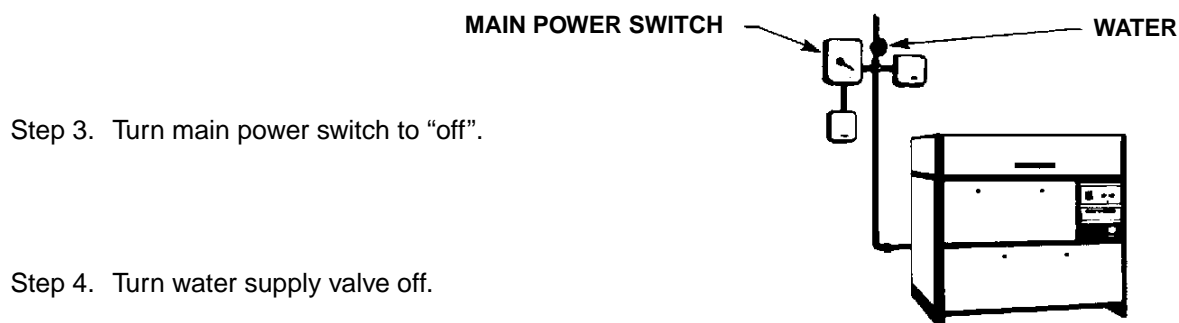 MAIN POWER SWITCH
WATER
Step 3. Turn main power switch to “off”.
Step 4. Turn water supply valve off.